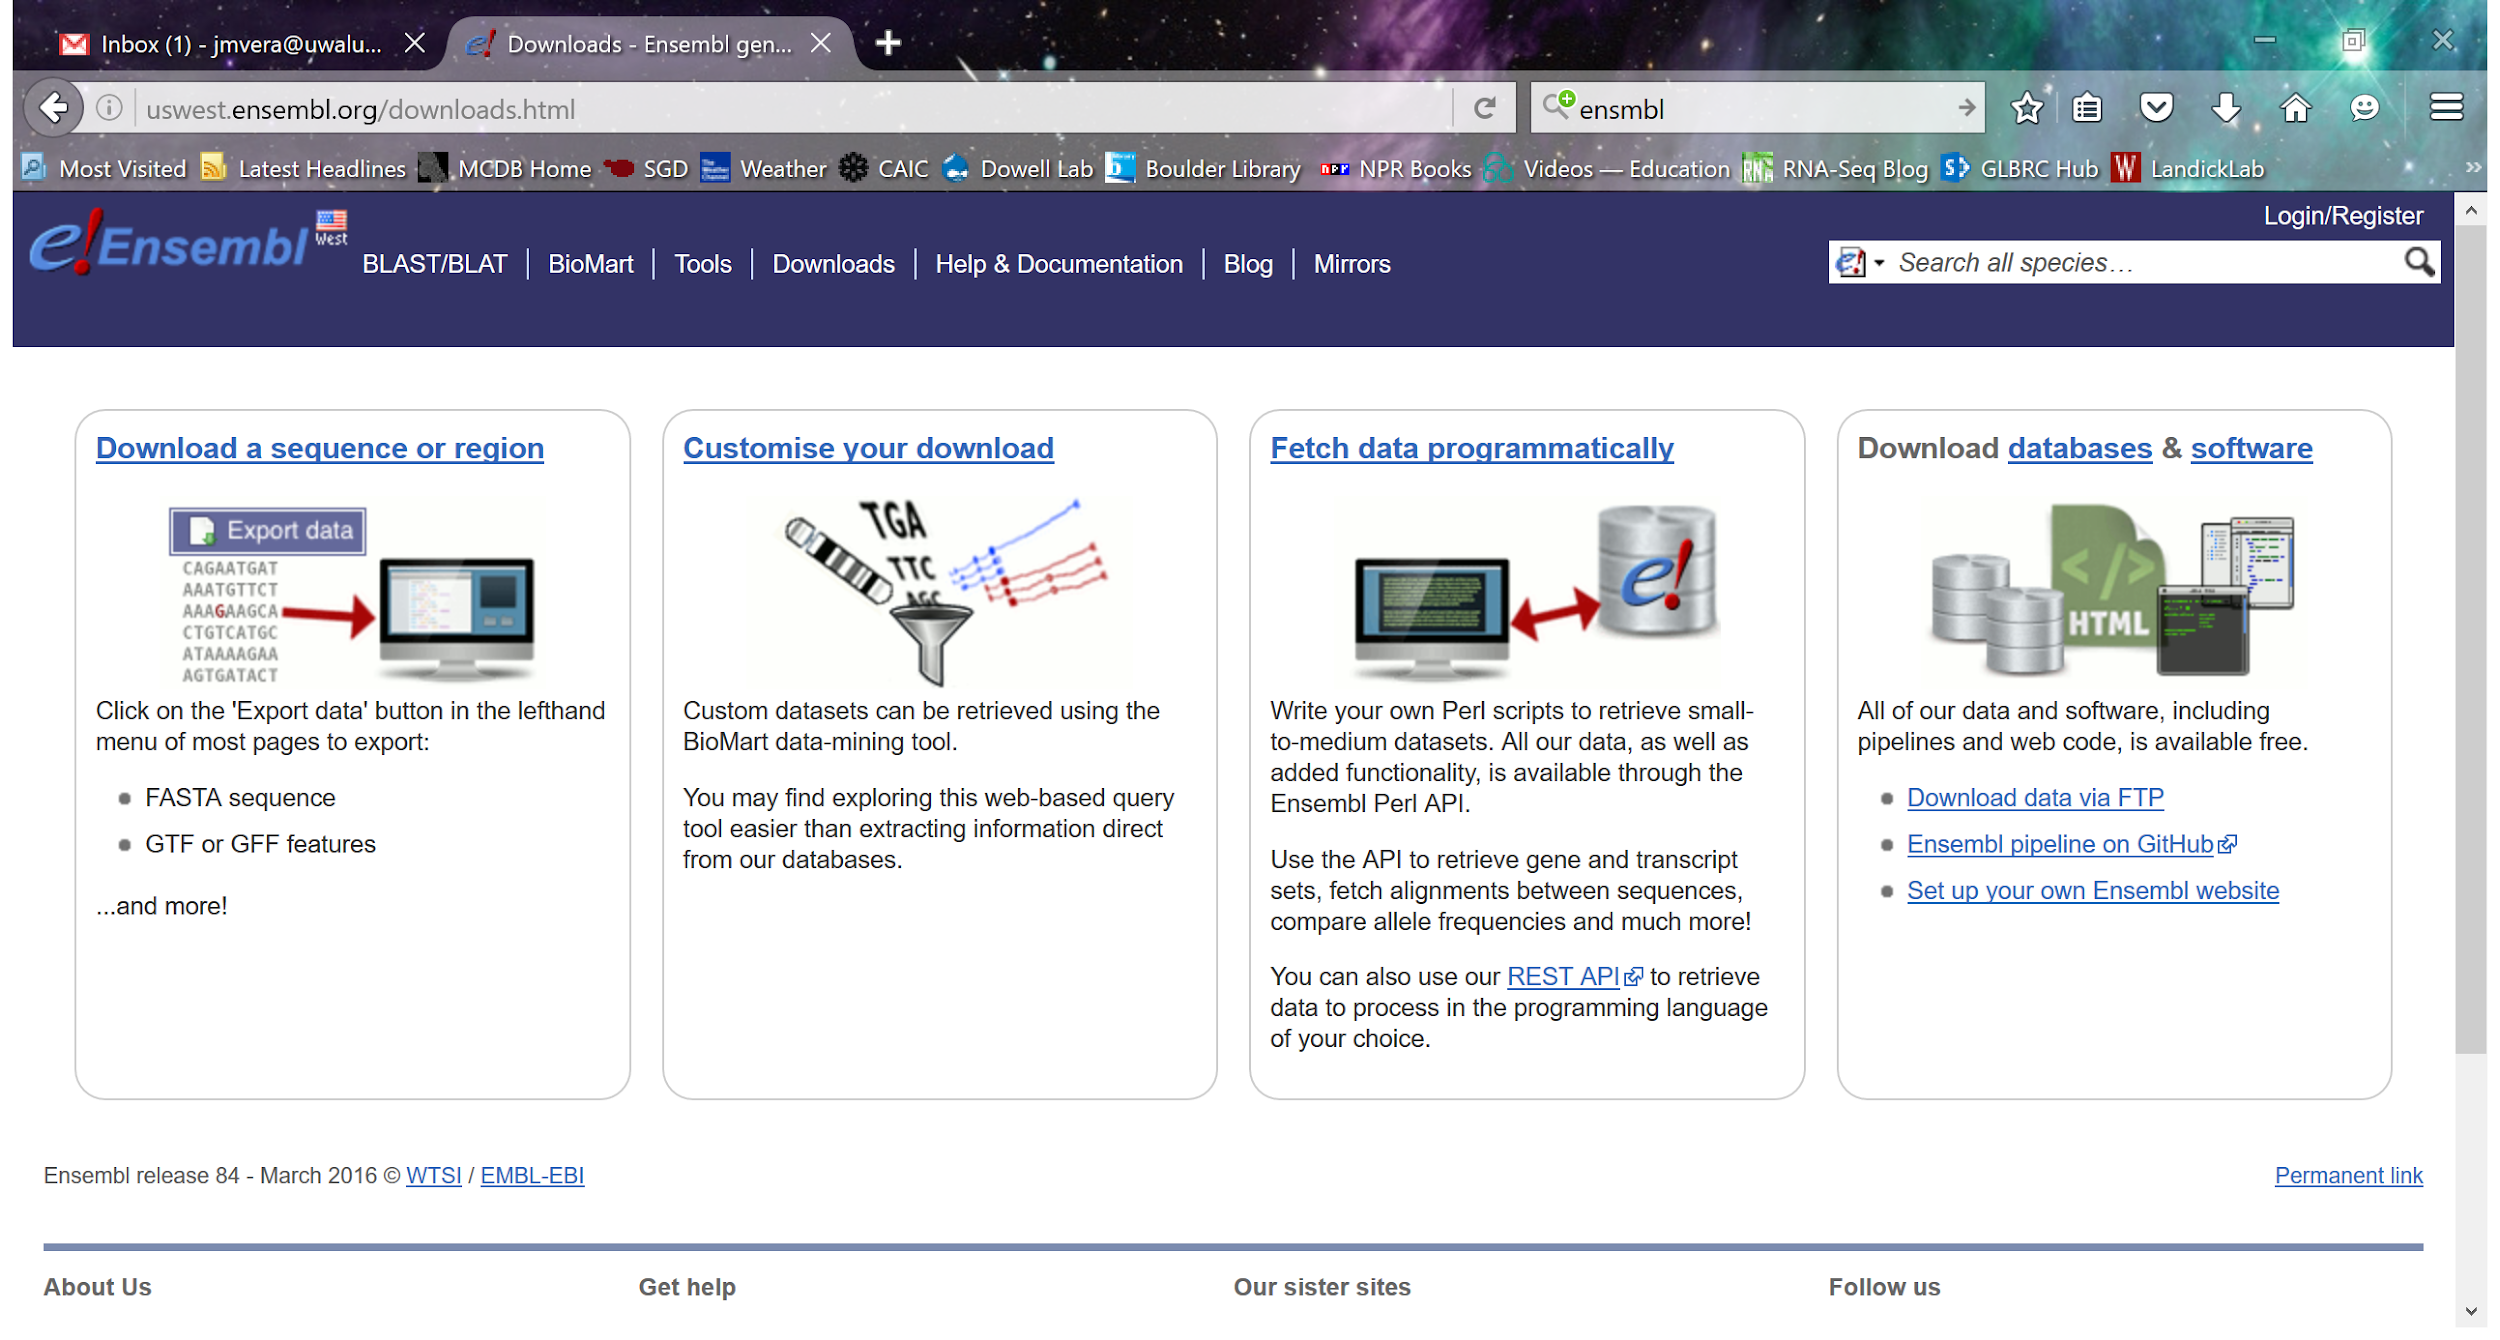 Inbox (1) - jmvera@uwalu...
Downloads - Ensembl gen...
uswest.ensembl.org/downloads.html
ensmbl
Most Visited Latest Headlines MCDB Home SGD Weather CAIC Dowell Lab Boulder Library npr NPR Books Videos — Education RNA-Seq Blog GLBRC Hub LandickLab
Login/Register
e!Ensembl West
BLAST/BLAT | BioMart | Tools | Downloads | Help & Documentation | Blog | Mirrors
Search all species...
Download a sequence or region
Export data
CAGAATGAT
AAATGTTCT
AAAGAAGCA
CTGTCATGC
ATAAAAGAA
AGTGATACT
Click on the 'Export data' button in the lefthand
menu of most pages to export:
FASTA sequence
GTF or GFF features
...and more!
Customise your download
TGA
TTC
AGC
Custom datasets can be retrieved using the
BioMart data-mining tool.
You may find exploring this web-based query
tool easier than extracting information direct
from our databases.
Fetch data programmatically
e!
Write your own Perl scripts to retrieve small-
to-medium datasets. All our data, as well as
added functionality, is available through the
Ensembl Perl API.
Use the API to retrieve gene and transcript
sets, fetch alignments between sequences,
compare allele frequencies and much more!
You can also use our REST API to retrieve
data to process in the programming language
of your choice.
Download databases & software
</>
HTML
All of our data and software, including
pipelines and web code, is available free.
Download data via FTP
Ensembl pipeline on GitHub
Set up your own Ensembl website
Ensembl release 84 - March 2016 © WTSI / EMBL-EBI
Permanent link
About Us
Get help
Our sister sites
Follow us